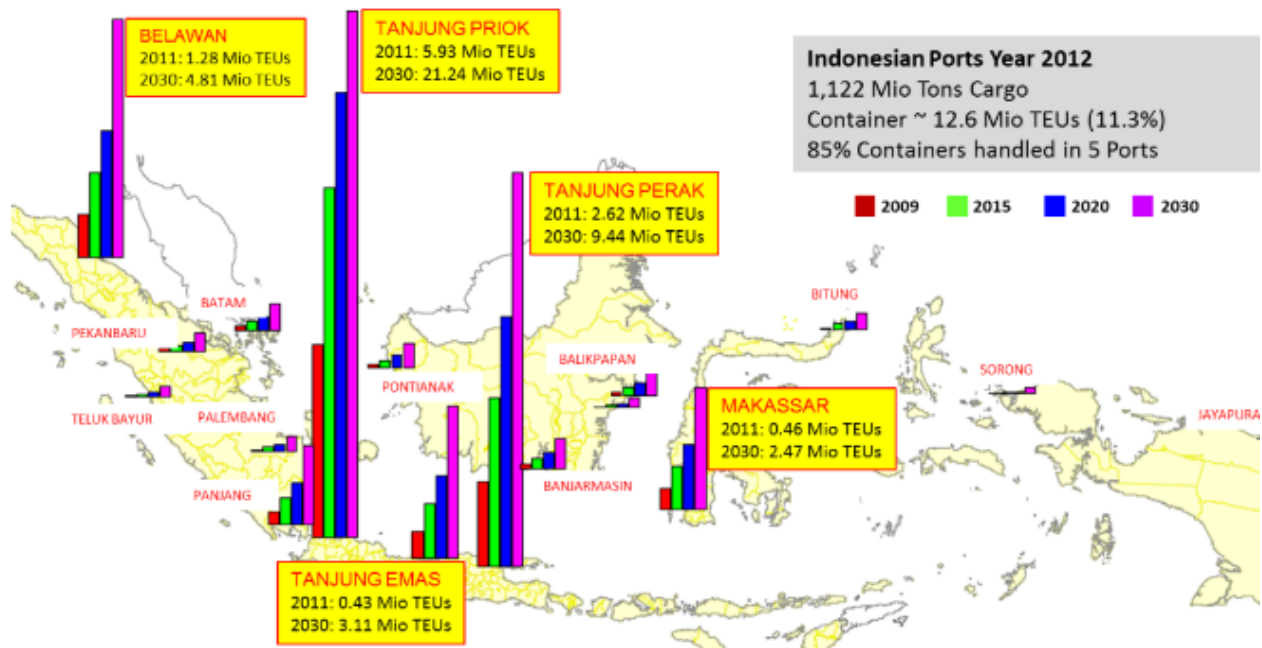 BELAWAN
2011: 1.28 Mio TEUs
2030: 4.81 Mio TEUs
TANJUNG PRIOK
2011: 5.93 Mio TEUs
2030: 21.24 Mio TEUs
Indonesian Ports Year 2012
1,122 Mio Tons Cargo
Container ~ 12.6 Mio TEUs (11.3%)
85% Containers handled in 5 Ports
2009 2015 2020 2030
TANJUNG PERAK
2011: 2.62 Mio TEUs
2030: 9.44 Mio TEUs
BATAM
PEKANBARU
BITUNG
BALIKPAPAN
PONTIANAK
SORONG
TELUK BAYUR
PALEMBANG
JAYAPURA
MAKASSAR
2011: 0.46 Mio TEUs
2030: 2.47 Mio TEUs
PANJANG
BANJARMASIN
TANJUNG EMAS
2011: 0.43 Mio TEUs
2030: 3.11 Mio TEUs